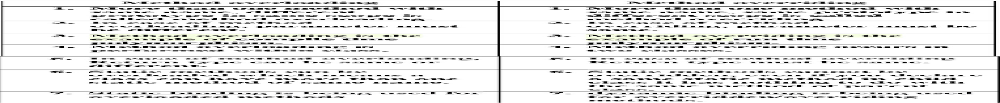 Method overloading
1. More than one method with
same name, different
prototype in same scope is
called method overloading.
2. In case of method
overloading, parameter must
be different.
3. Method overloading is the
example of compile time
polymorphism.
4. Method overloading is
performed within class.
5. In case of method overloading,
Return type can be same or
different.
6. Static methods can be
overloaded which means a
class can have more than one
static method of same name.
7. Static binding is being used for
overloaded methods
Method overriding
1. More than one method with
same name, same prototype in
different scope is called
method overriding.
2. In case of method
overriding, parameter must be
same.
3. Method overriding is the
example of run time
polymorphism.
4. Method overriding occurs in
two classes.
5. In case of method overriding
Return type must be same.
6. Static methods cannot be
overridden, even if you declare
a same static method in child
class it has nothing to do with
the same method of parent
class.
7. dynamic binding is being used
for overridden/overriding
methods.